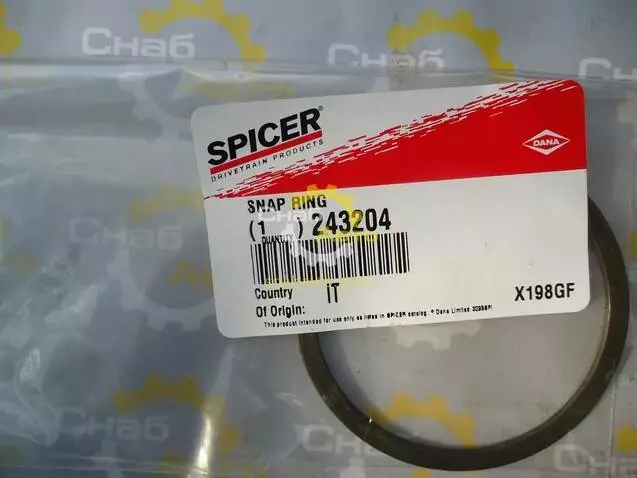 СНАБ
SPICER®
DRIVETRAIN PRODUCTS
DANA
SNAP RING
(1 ) 243204
QUANTITY
Country IT
Of Origin:
X198GF
This product intended for use only as listed in SPICER catalog. © Dana Limited
Снаб
Снаб
Снаб